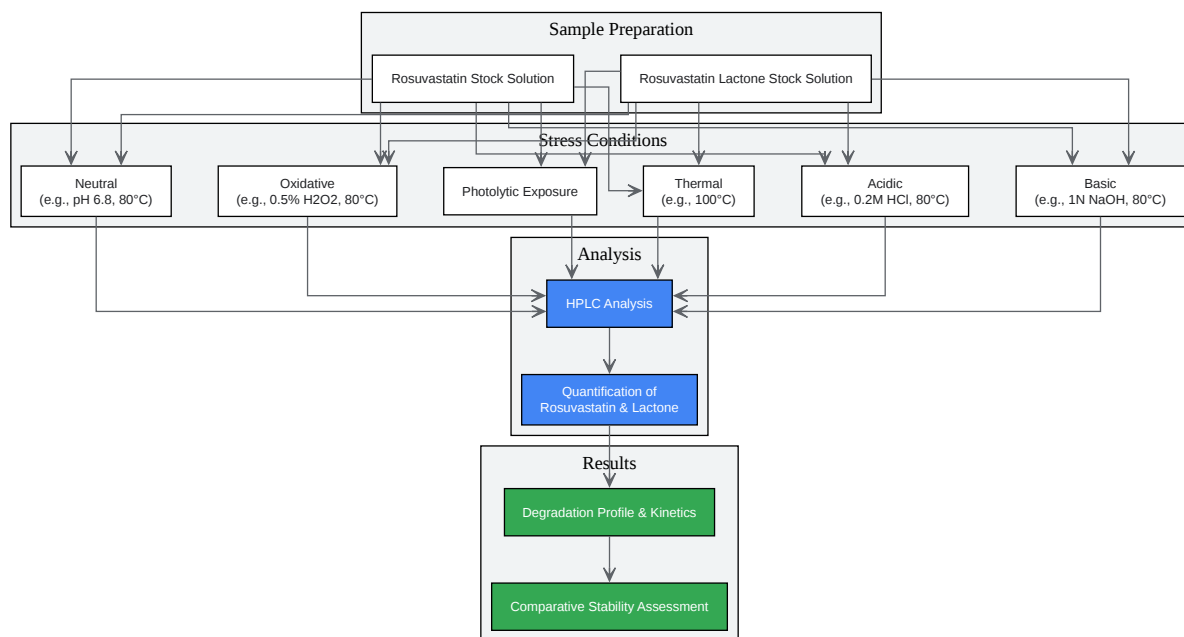 Sample Preparation
Rosuvastatin Stock Solution
Rosuvastatin Lactone Stock Solution
Stress Conditions
Neutral
(e.g., pH 6.8, 80°C)
Oxidative
(e.g., 0.5% H2O2, 80°C)
Photolytic Exposure
Thermal
(e.g., 100°C)
Acidic
(e.g., 0.2M HCl, 80°C)
Basic
(e.g., 1N NaOH, 80°C)
Analysis
HPLC Analysis
Quantification of
Rosuvastatin & Lactone
Results
Degradation Profile & Kinetics
Comparative Stability Assessment